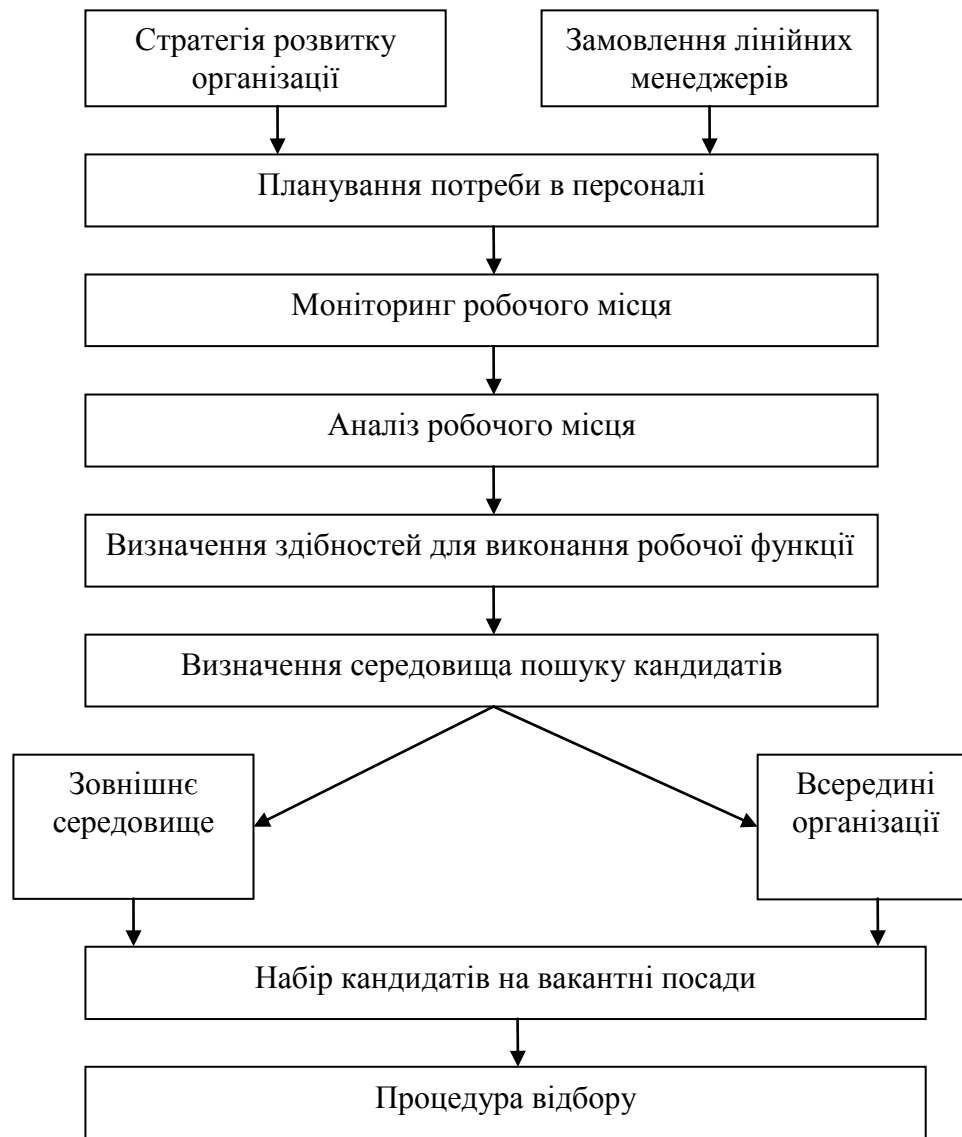 Стратегія розвитку
організації
Замовлення лінійних
менеджерів
Планування потреби в персоналі
Моніторинг робочого місця
Аналіз робочого місця
Визначення здібностей для виконання робочої функції
Визначення середовища пошуку кандидатів
Зовнішнє
середовище
Всередині
організації
Набір кандидатів на вакантні посади
Процедура відбору